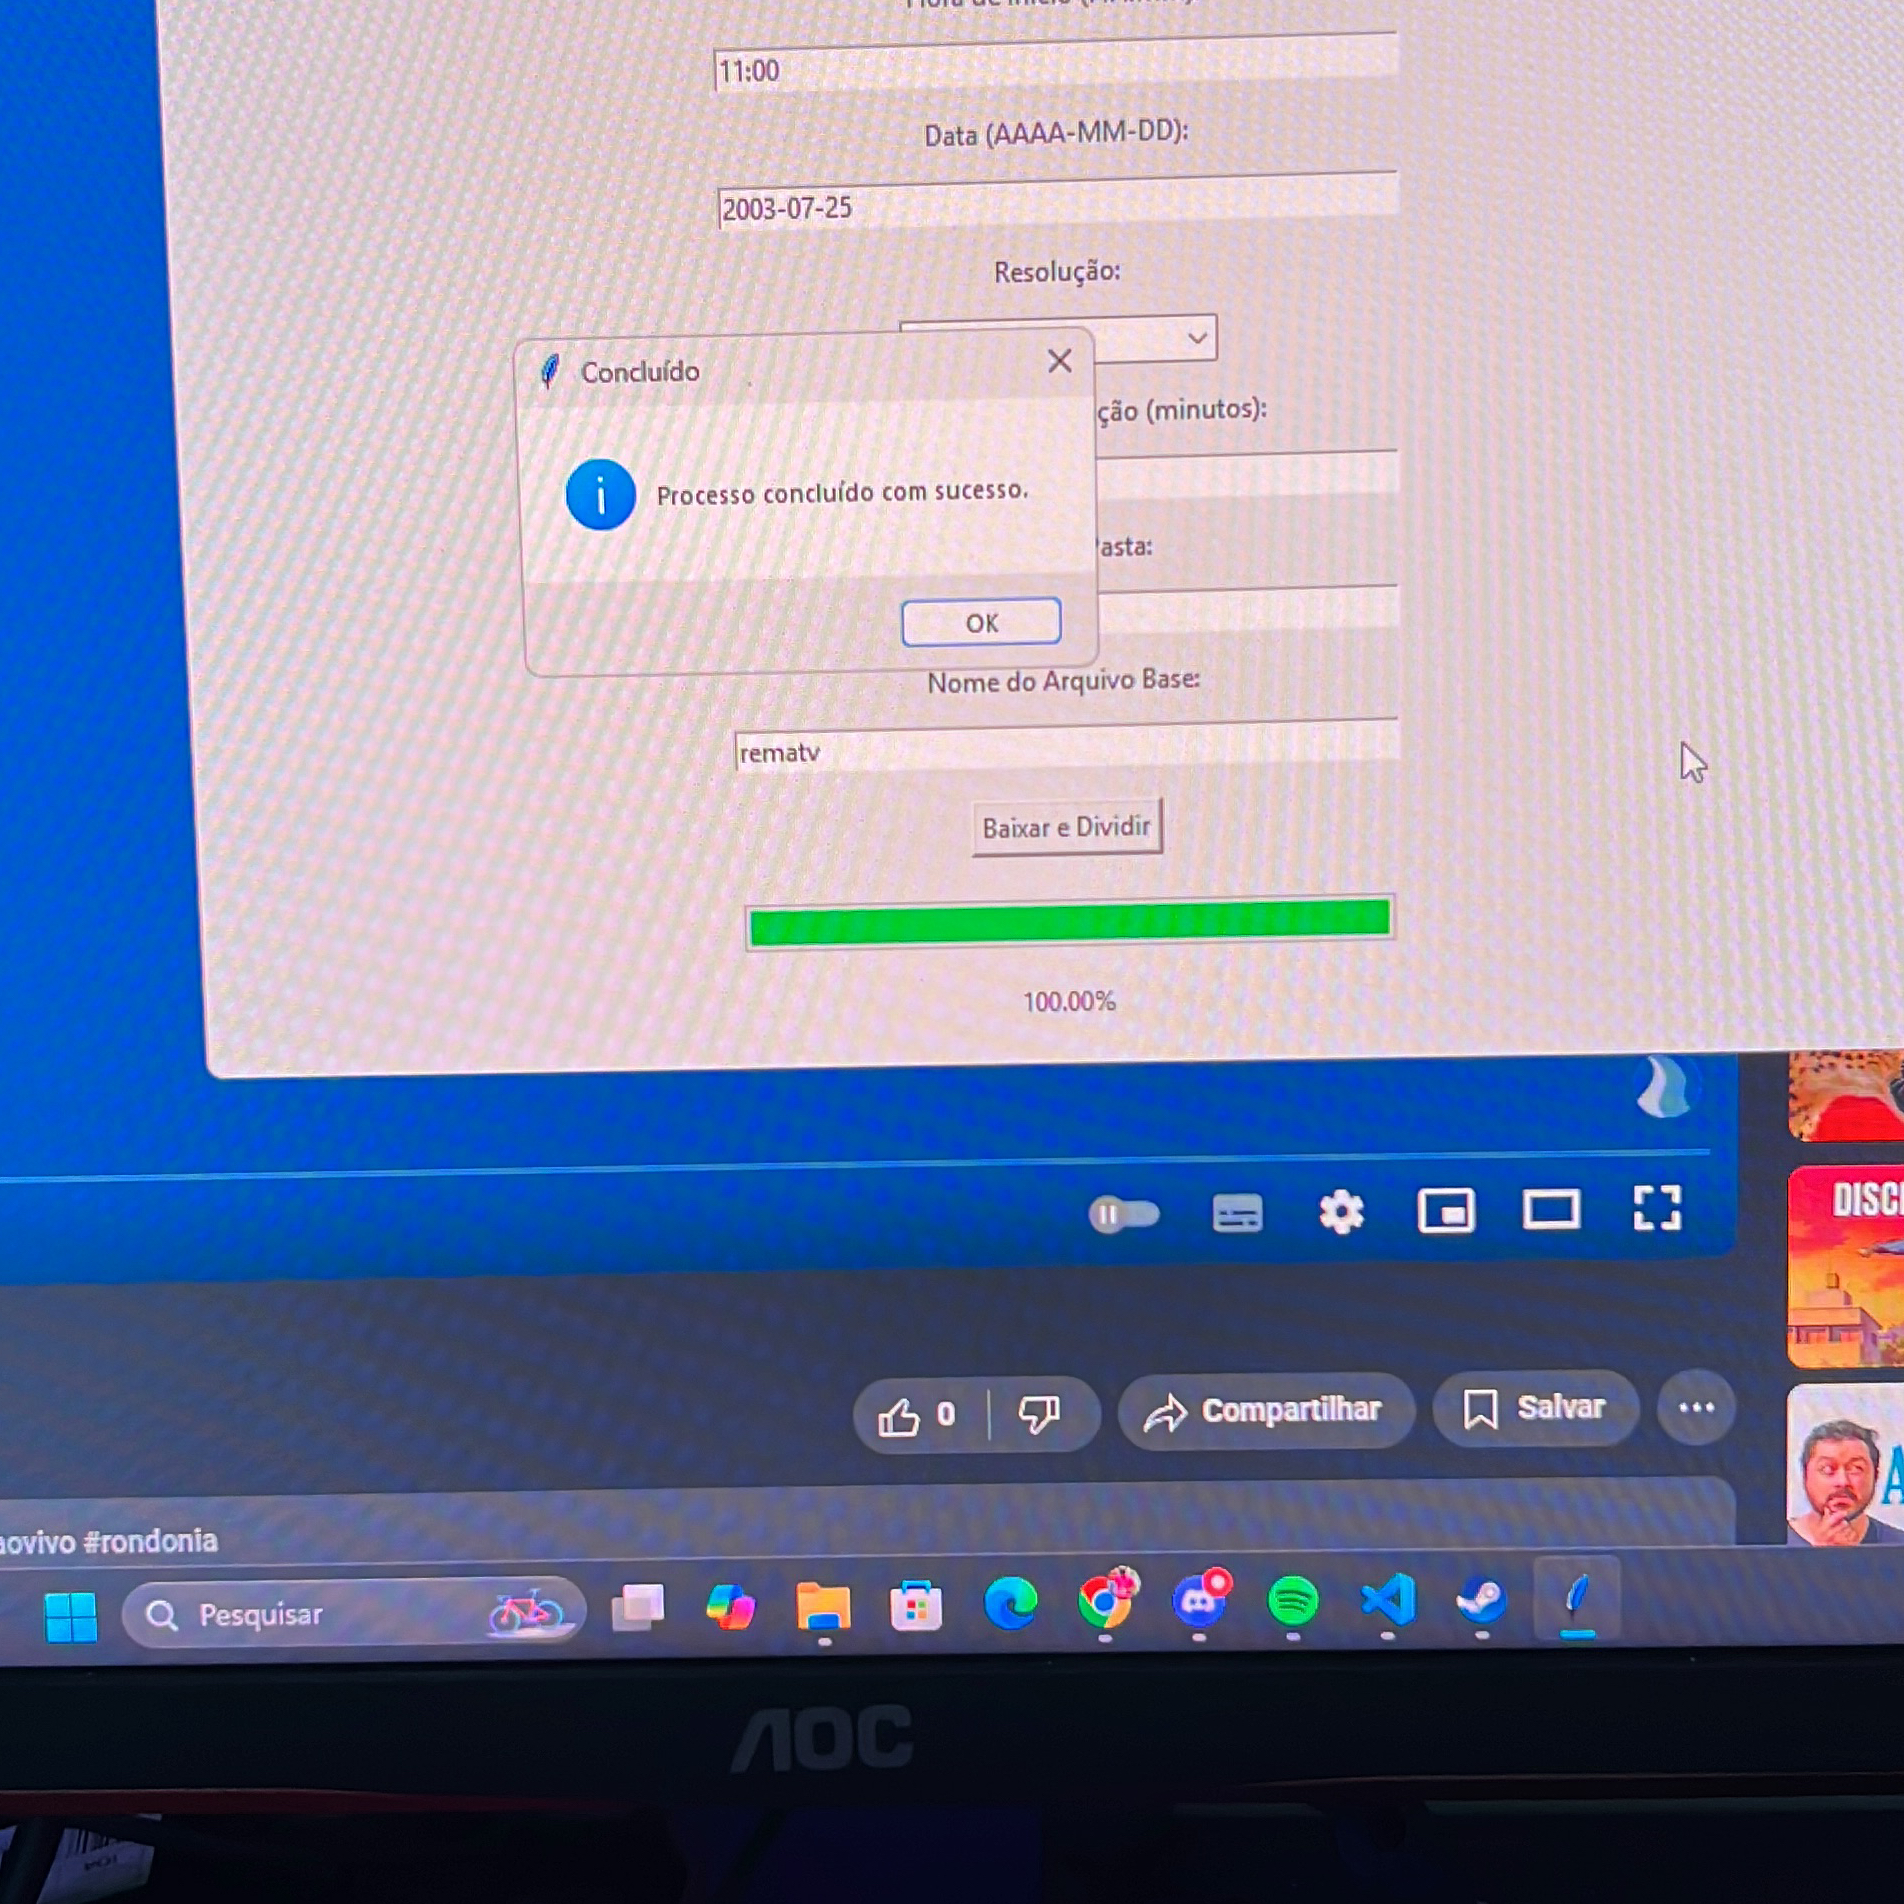 11:00
Data (AAAA-MM-DD):
2003-07-25
Resolução:
Concluído
ção (minutos):
Processo concluído com sucesso.
asta:
OK
Nome do Arquivo Base:
rematv
Baixar e Dividir
100.00%
DISC
0
Compartilhar
Salvar
A
aovivo #rondonia
Pesquisar
AOC